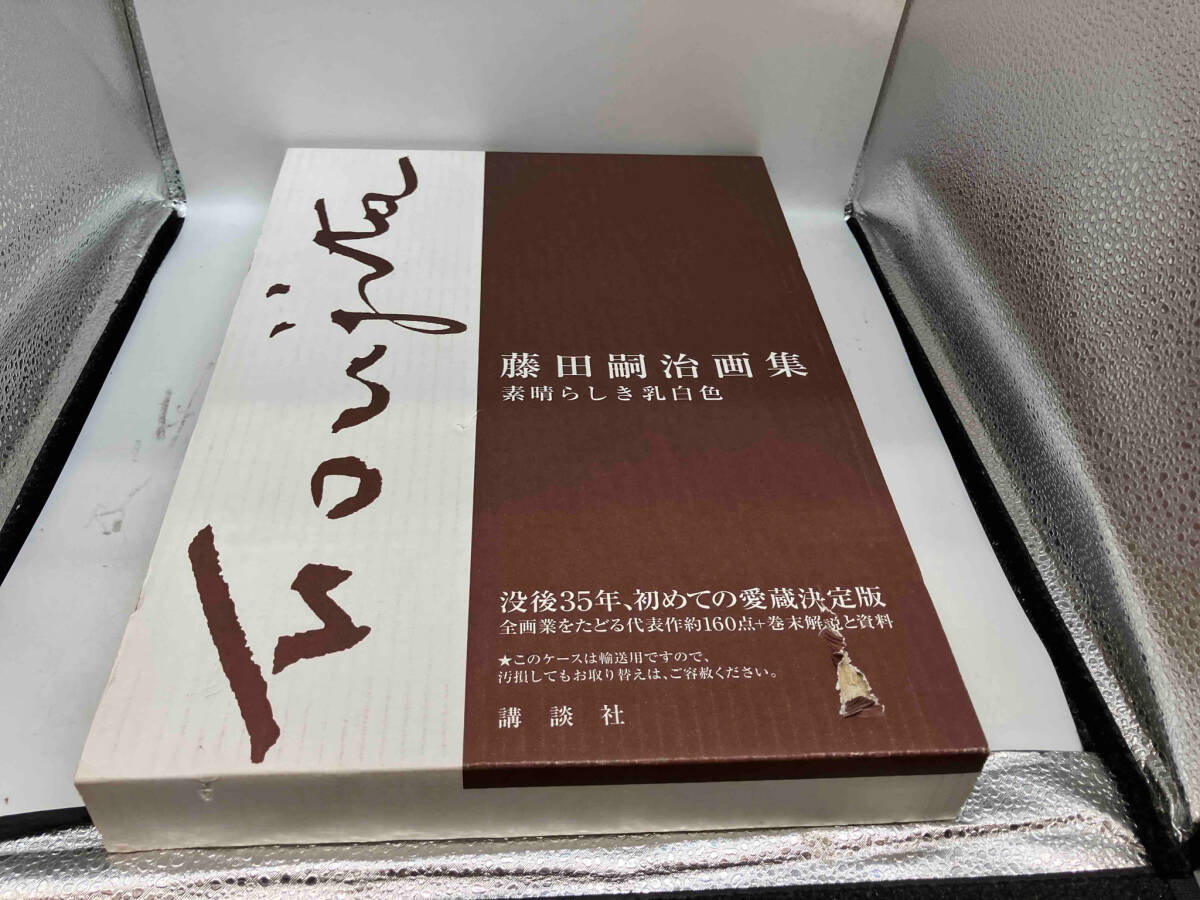 Foujita
藤田嗣治画集
素晴らしき乳白色
没後35年、初めての愛蔵決定版
全画業をたどる代表作約160点+巻末解説と資料
★このケースは輸送用ですので、
汚損してもお取り替えは、ご容赦ください。
講談社